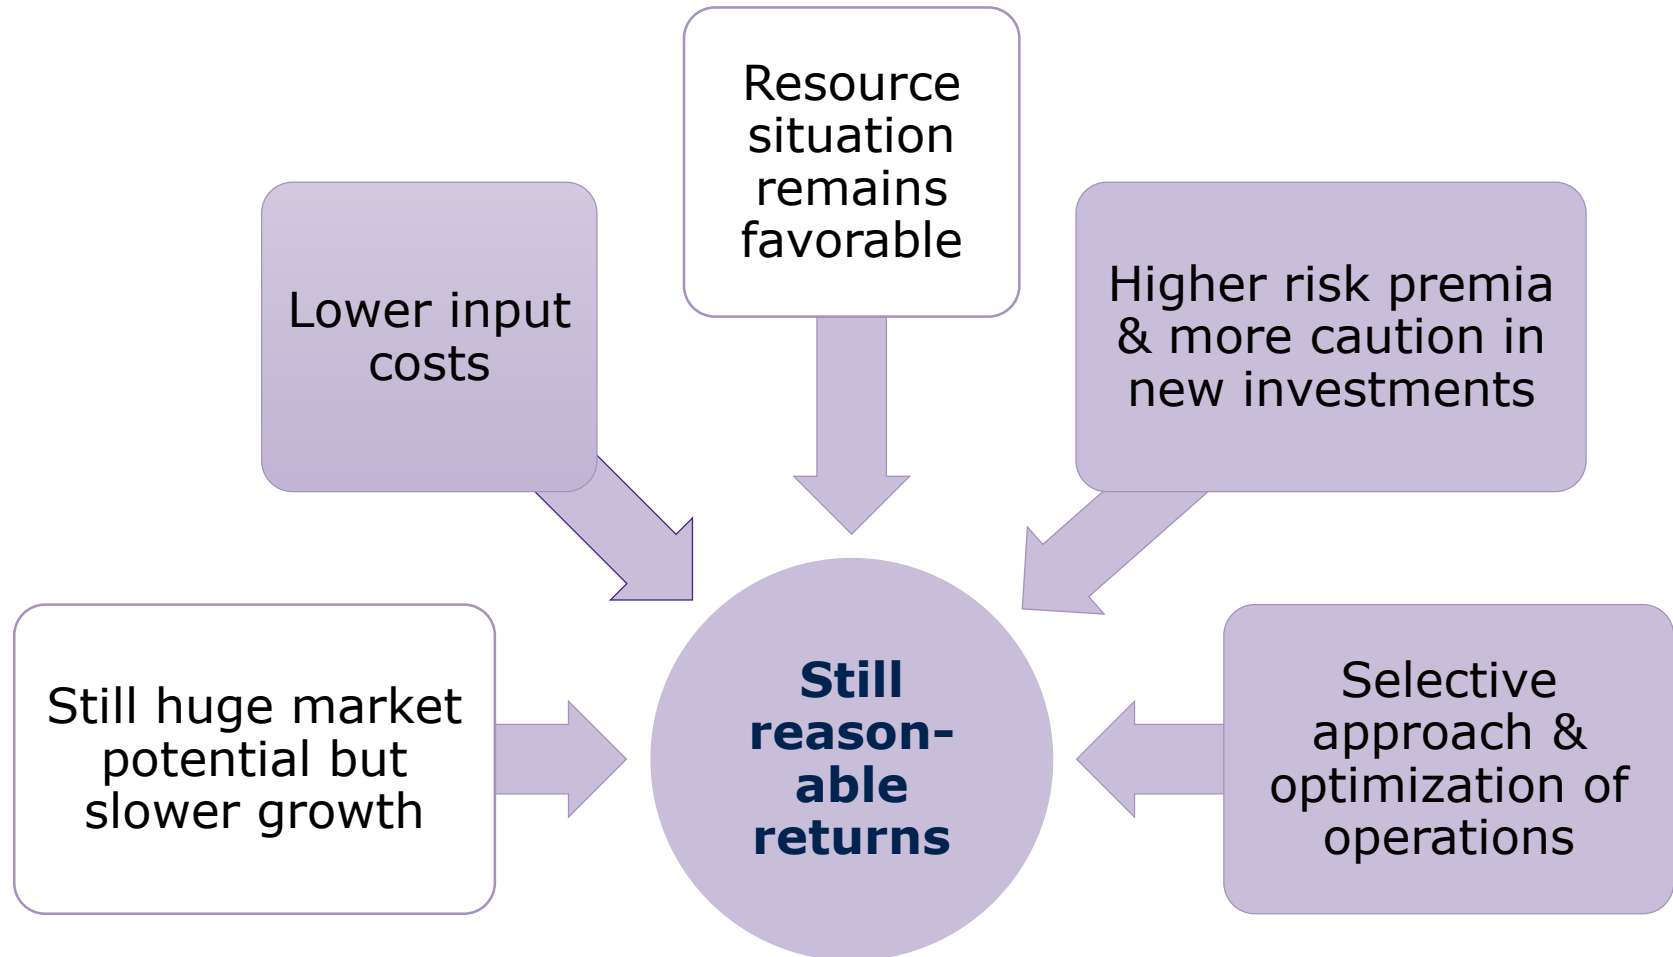 Resource
situation
remains
favorable
Lower input
costs
Higher risk premia
& more caution in
new investments
Still huge market
potential but
slower growth
Still
reason-
able
returns
Selective
approach &
optimization of
operations